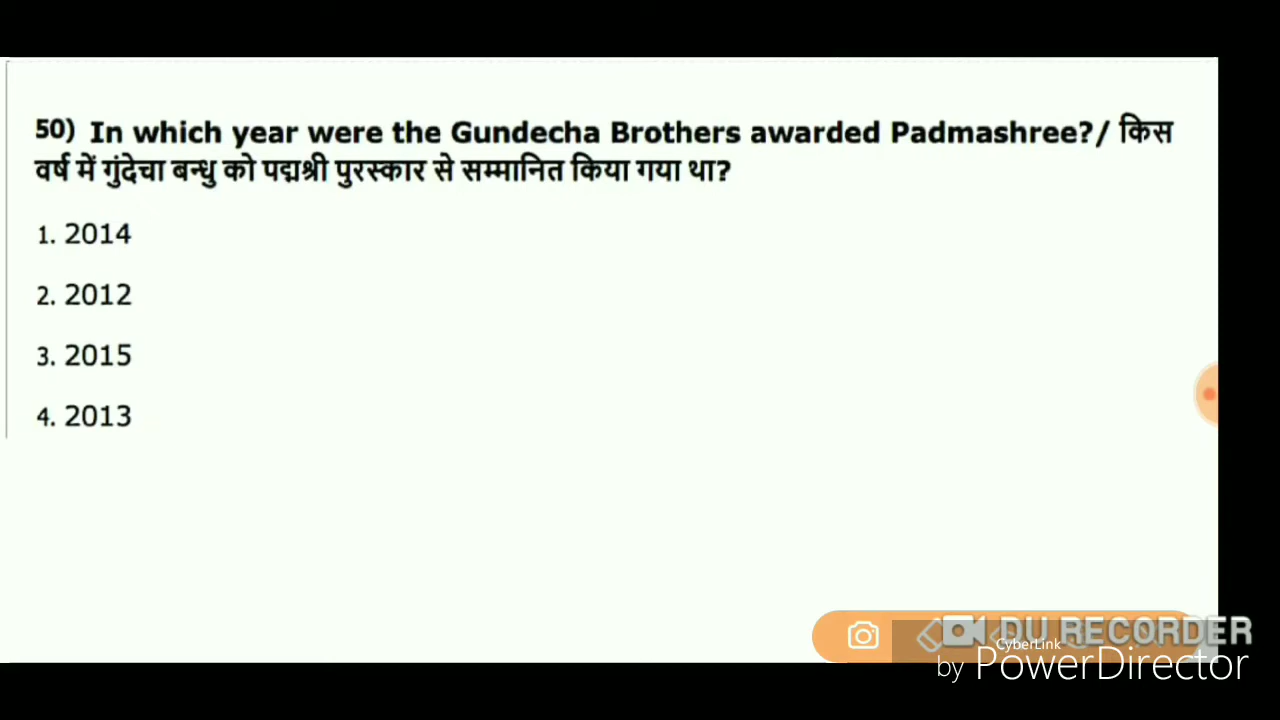 50) In which year were the Gundecha Brothers awarded Padmashree?/ किस
वर्ष में गुंदेचा बन्धु को पद्मश्री पुरस्कार से सम्मानित किया गया था?
1. 2014
2. 2012
3. 2015
4. 2013
DU RECORDER
CyberLink
by PowerDirector